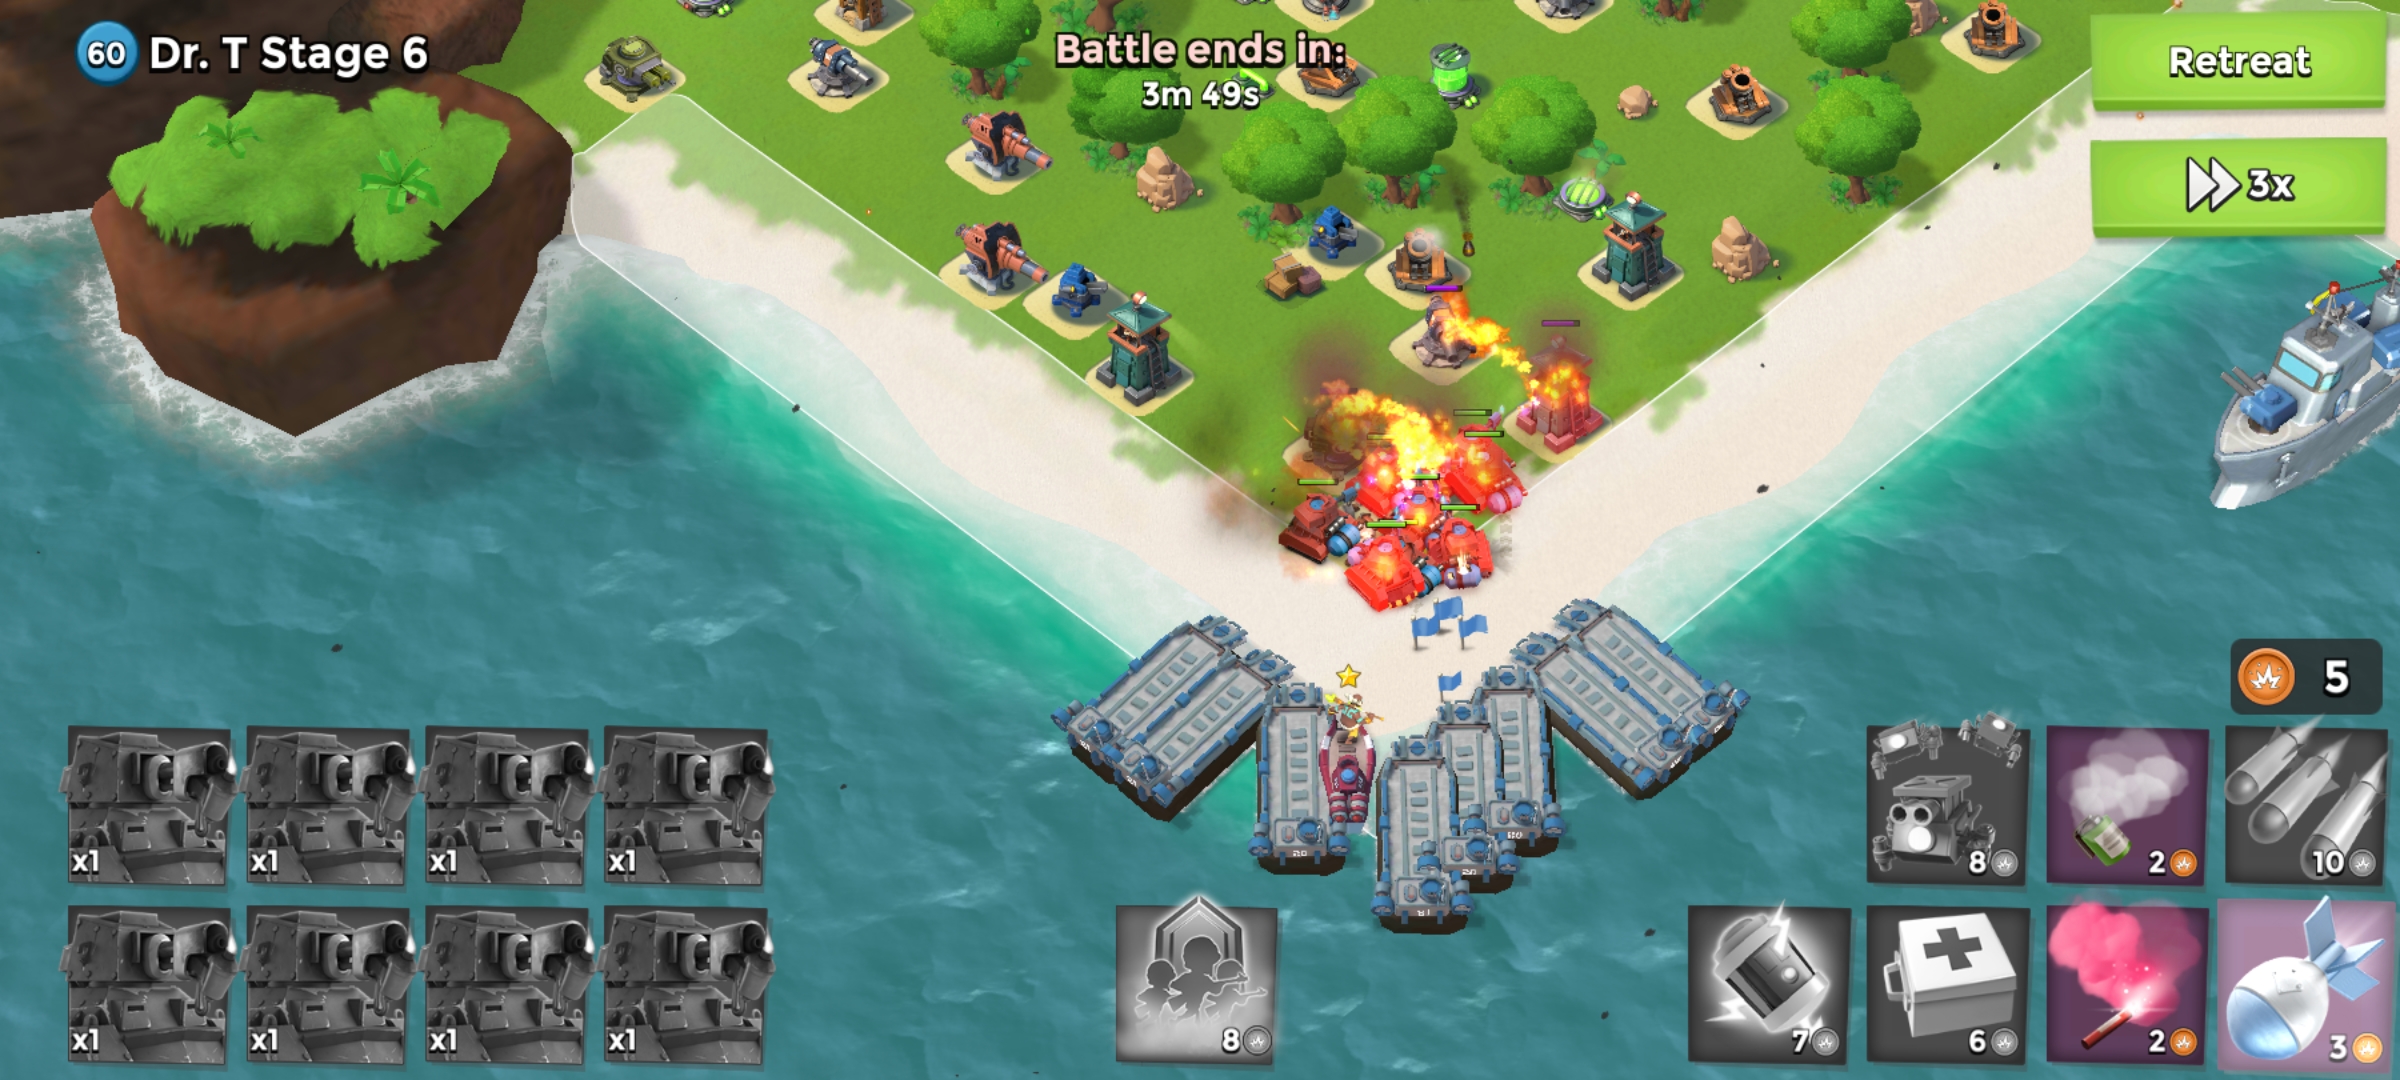 60 Dr. T Stage 6
Battle ends in:
3m 49s
Retreat
3x
5
x1 x1 x1 x1
8 2 10
x1 x1 x1 x1
8 7 6 2 3